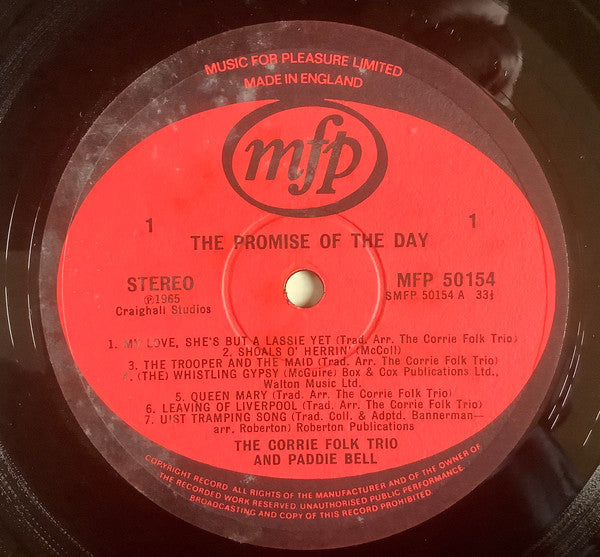 MUSIC FOR PLEASURE LIMITED
MADE IN ENGLAND
mfp
1 1
THE PROMISE OF THE DAY
STEREO MFP 50154
Ⓟ1965 SMFP 50154 A 33⅓
Craighall Studios
1. MY LOVE, SHE'S BUT A LASSIE YET (Trad. Arr. The Corrie Folk Trio)
2. SHOALS O' HERRIN' (McColl)
3. THE TROOPER AND THE MAID (Trad. Arr. The Corrie Folk Trio)
4. (THE) WHISTLING GYPSY (McGuire) Box & Cox Publications Ltd.,
Walton Music Ltd.
5. QUEEN MARY (Trad. Arr. The Corrie Folk Trio)
6. LEAVING OF LIVERPOOL (Trad. Arr. The Corrie Folk Trio)
7. UIST TRAMPING SONG (Trad. Coll. & Adptd. Bannerman—
arr. Roberton) Roberton Publications
THE CORRIE FOLK TRIO
AND PADDIE BELL
COPYRIGHT RECORD. ALL RIGHTS OF THE MANUFACTURER AND OF THE OWNER OF
THE RECORDED WORK RESERVED. UNAUTHORISED PUBLIC PERFORMANCE,
BROADCASTING AND COPY OF THIS RECORD PROHIBITED.